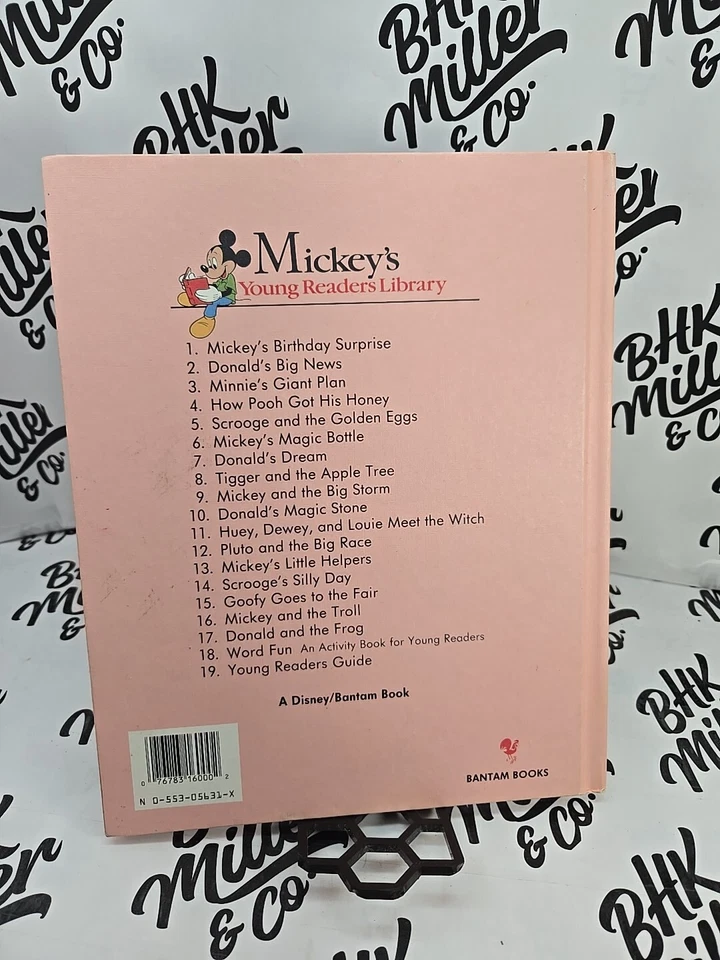 BHK
Miller
& Co.
Mickey's
Young Readers Library
1. Mickey's Birthday Surprise
2. Donald's Big News
3. Minnie's Giant Plan
4. How Pooh Got His Honey
5. Scrooge and the Golden Eggs
6. Mickey's Magic Bottle
7. Donald's Dream
8. Tigger and the Apple Tree
9. Mickey and the Big Storm
10. Donald's Magic Stone
11. Huey, Dewey, and Louie Meet the Witch
12. Pluto and the Big Race
13. Mickey's Little Helpers
14. Scrooge's Silly Day
15. Goofy Goes to the Fair
16. Mickey and the Troll
17. Donald and the Frog
18. Word Fun An Activity Book for Young Readers
19. Young Readers Guide
A Disney/Bantam Book
0 76783 16000 2
N 0-553-05631-X
BANTAM BOOKS